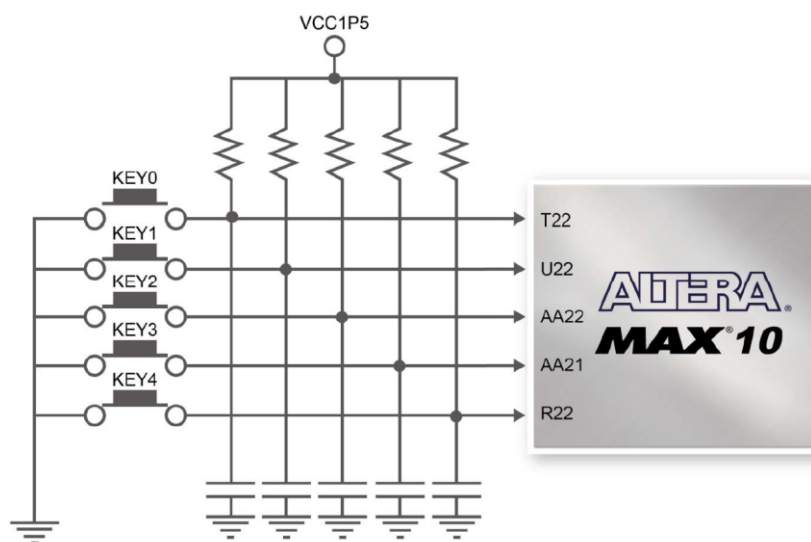 VCC1P5
KEY0
KEY1
KEY2
KEY3
KEY4
T22
U22
AA22
AA21
R22
ALTERA®
MAX® 10